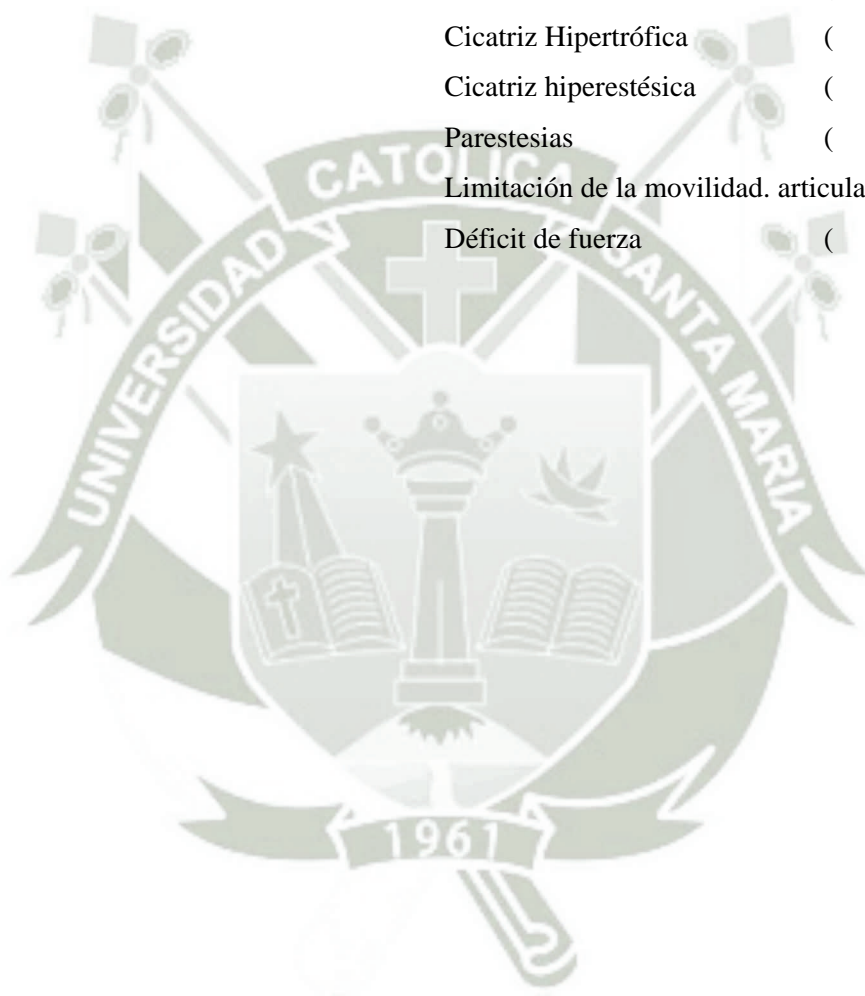 Cicatriz Hipertrófica (
Cicatriz hiperestésica (
Parestesias (
Limitación de la movilidad. articula
Déficit de fuerza (
UNIVERSIDAD CATOLICA SANTA MARIA
1961